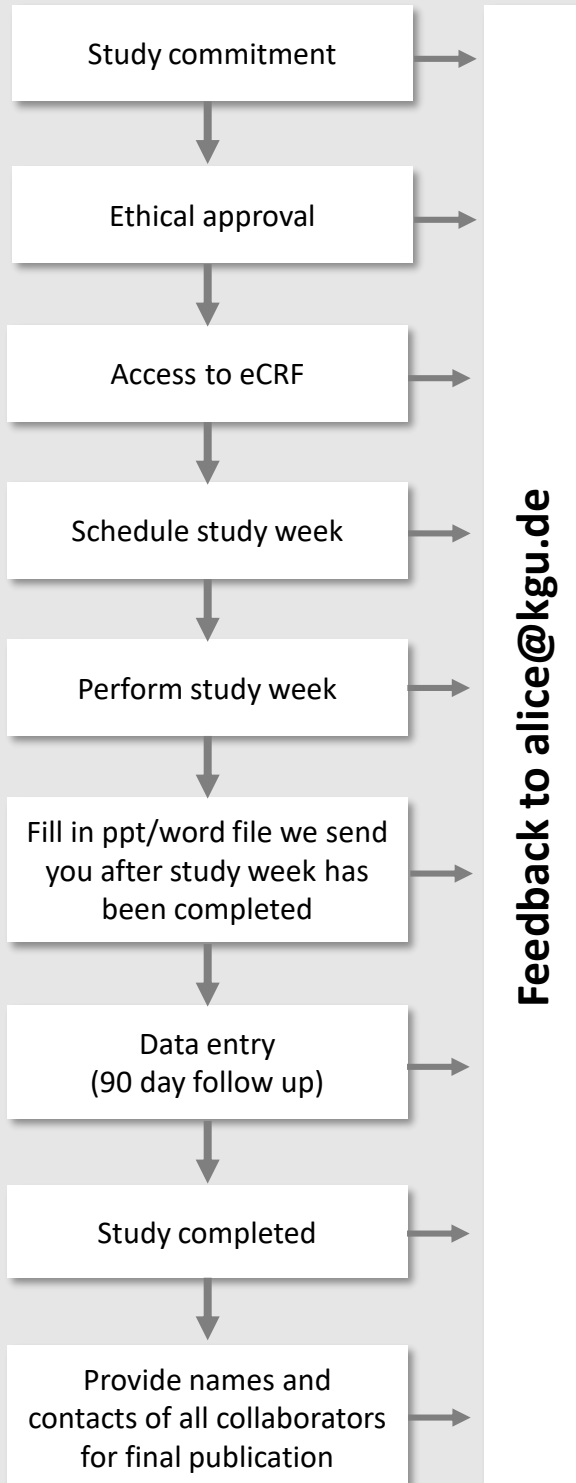 Study commitment
Ethical approval
Access to eCRF
Schedule study week
Perform study week
Fill in ppt/word file we send
you after study week has
been completed
Data entry
(90 day follow up)
Study completed
Provide names and
contacts of all collaborators
for final publication
Feedback to alice@kgu.de